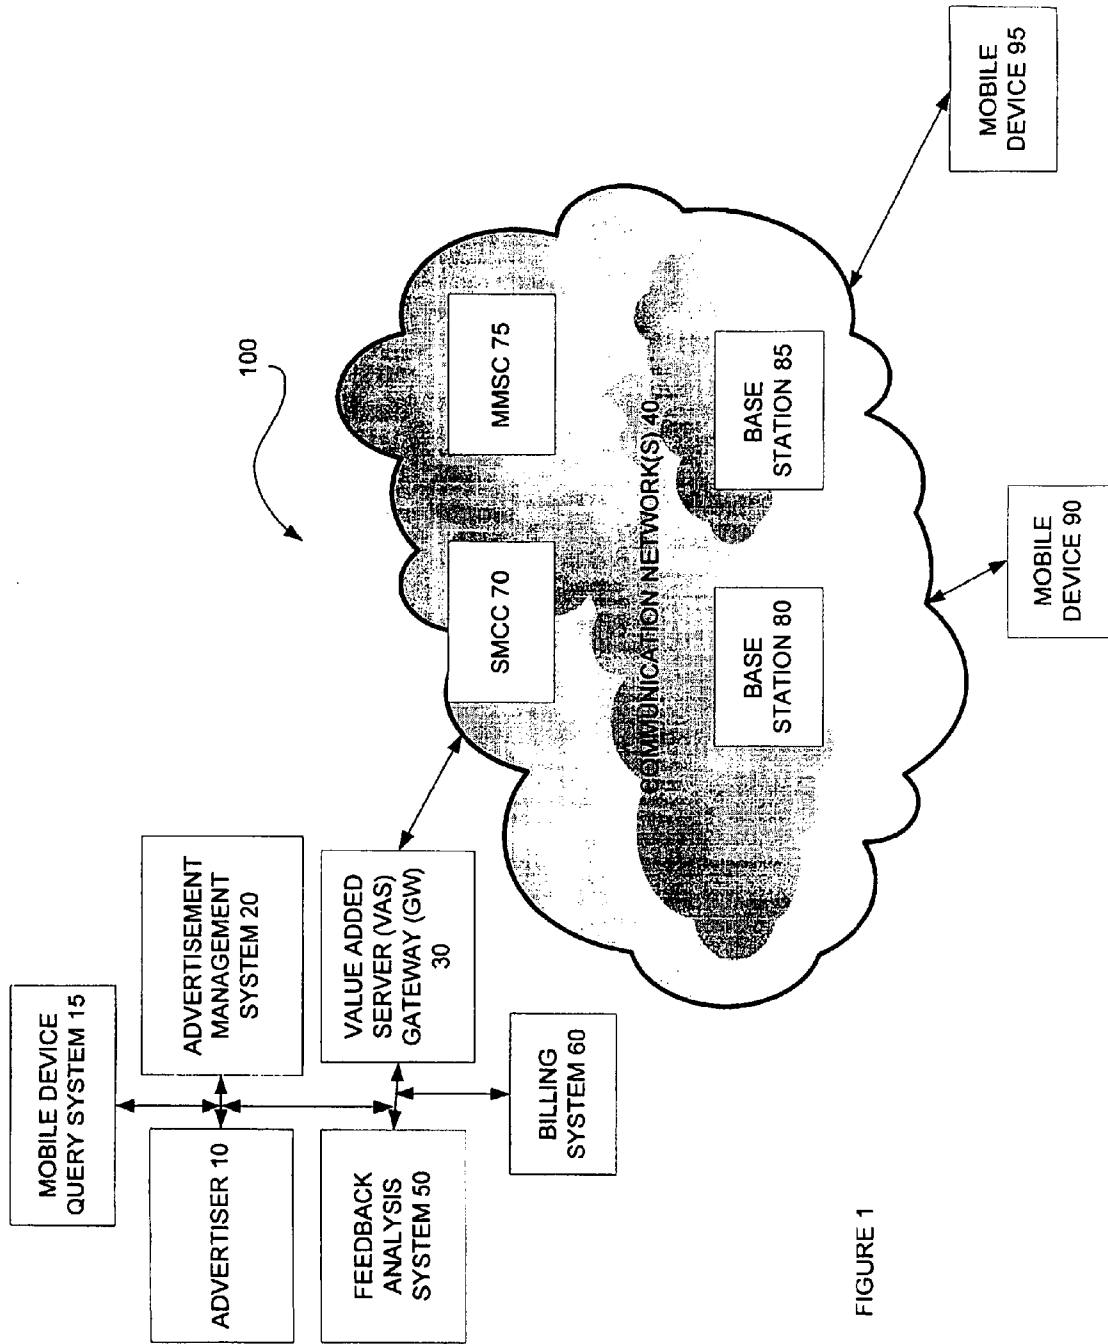 MOBILE DEVICE
QUERY SYSTEM 15
ADVERTISER 10
ADVERTISEMENT
MANAGEMENT
SYSTEM 20
FEEDBACK
ANALYSIS
SYSTEM 50
VALUE ADDED
SERVER (VAS)
GATEWAY (GW)
30
BILLING
SYSTEM 60
100
SMCC 70
MMSC 75
COMMUNICATION NETWORK(S) 40
BASE
STATION 80
BASE
STATION 85
MOBILE
DEVICE 90
MOBILE
DEVICE 95
FIGURE 1